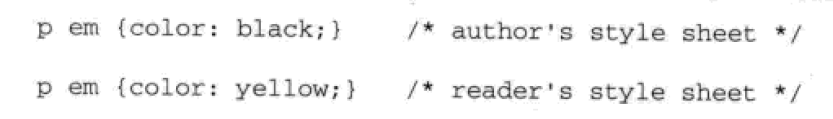 p em {color: black;}    /* author's style sheet */
p em {color: yellow;}   /* reader's style sheet */